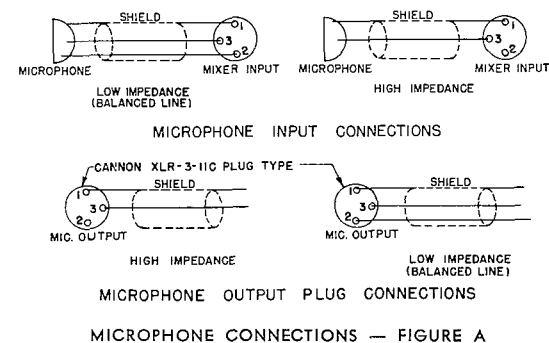 SHIELD
1
3
2
MICROPHONE
MIXER INPUT
LOW IMPEDANCE
(BALANCED LINE)
SHIELD
1
3
2
MICROPHONE
MIXER INPUT
HIGH IMPEDANCE
MICROPHONE INPUT CONNECTIONS
CANNON XLR-3-11C PLUG TYPE
SHIELD
1
3
2
MIC. OUTPUT
HIGH IMPEDANCE
SHIELD
1
3
2
MIC. OUTPUT
LOW IMPEDANCE
(BALANCED LINE)
MICROPHONE OUTPUT PLUG CONNECTIONS
MICROPHONE CONNECTIONS — FIGURE A